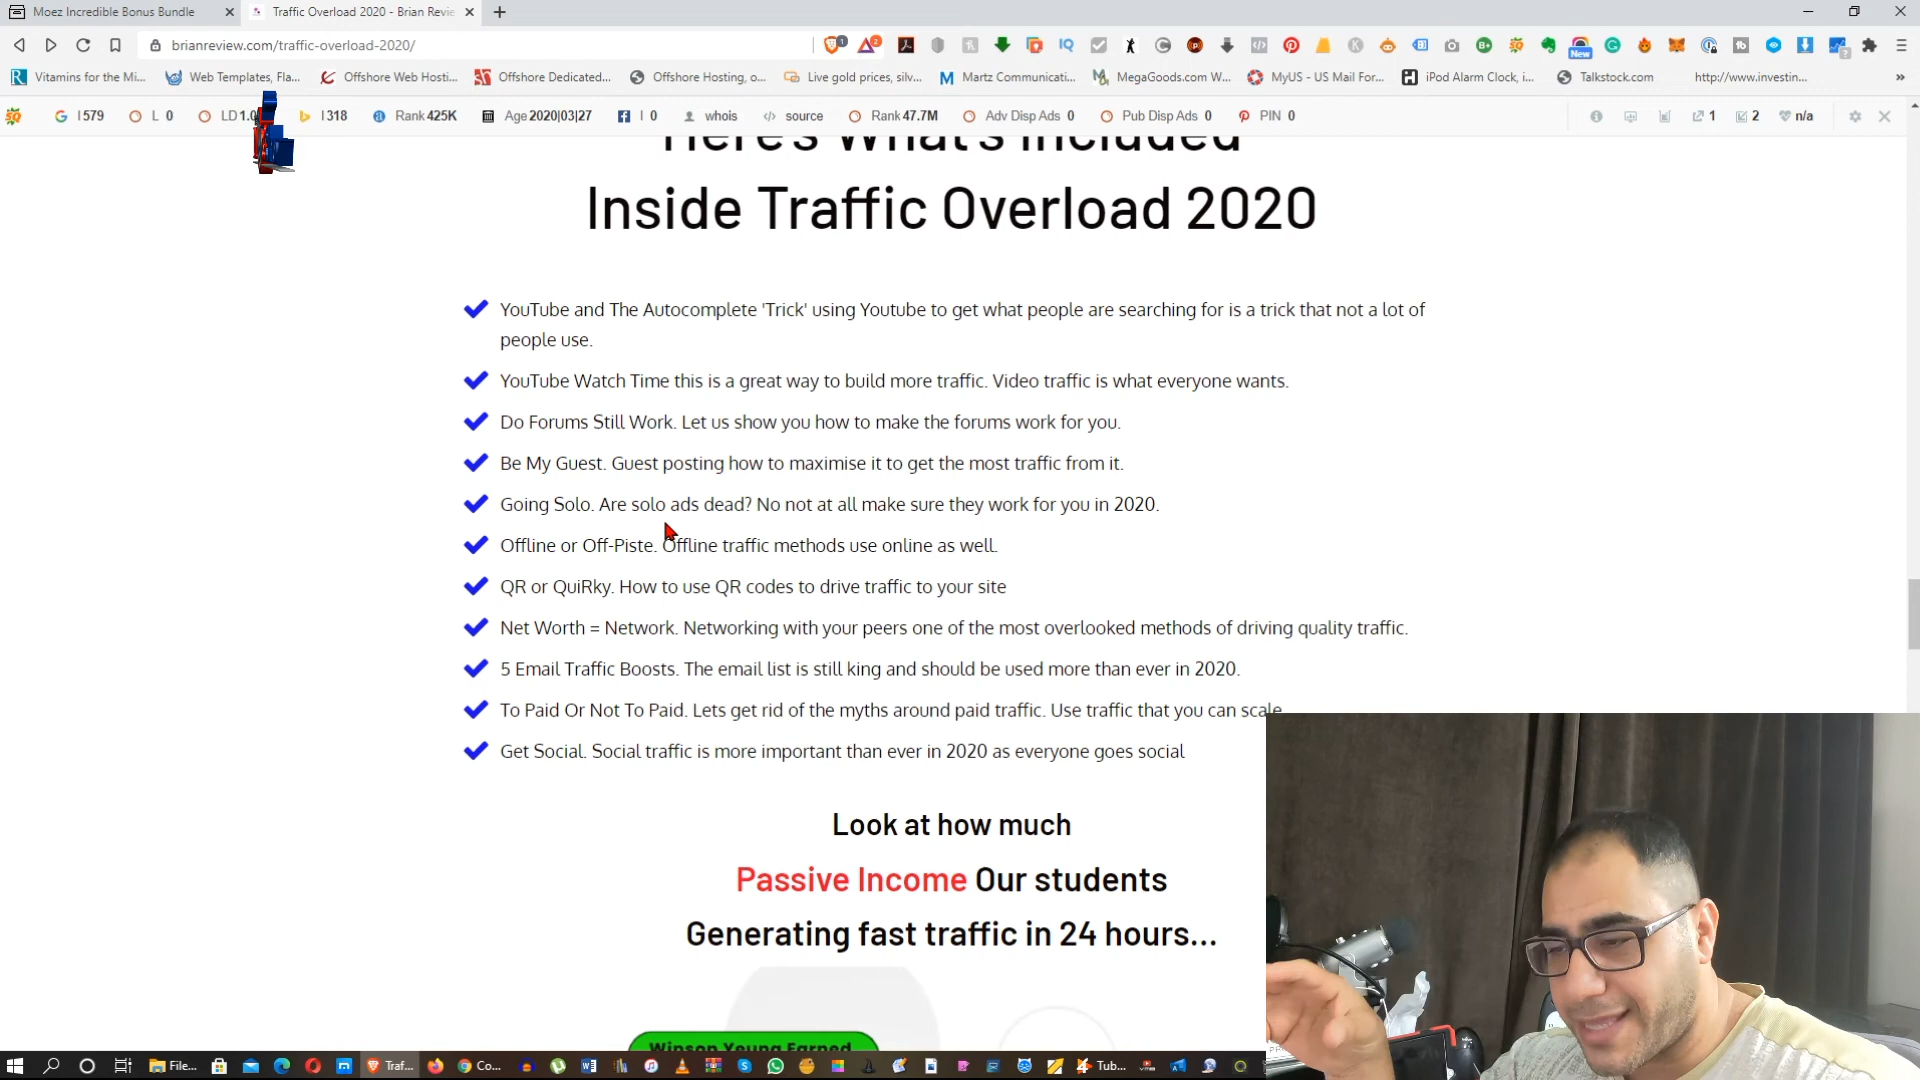 Moez Incredible Bonus Bundle
Traffic Overload 2020 - Brian Revie
brianreview.com/traffic-overload-2020/
Vitamins for the Mi...
Web Templates, Fla...
Offshore Web Hosti...
Offshore Dedicated...
Offshore Hosting, o...
Live gold prices, silv...
Martz Communicati...
MegaGoods.com W...
MyUS - US Mail For...
iPod Alarm Clock, i...
Talkstock.com
http://www.investin...
I 579
L 0
LD 1.0
I 318
Rank 425K
Age 2020|03|27
I 0
whois
source
Rank 47.7M
Adv Disp Ads 0
Pub Disp Ads 0
PIN 0
1
2
n/a
Here's What's Included
Inside Traffic Overload 2020
YouTube and The Autocomplete 'Trick' using Youtube to get what people are searching for is a trick that not a lot of
people use.
YouTube Watch Time this is a great way to build more traffic. Video traffic is what everyone wants.
Do Forums Still Work. Let us show you how to make the forums work for you.
Be My Guest. Guest posting how to maximise it to get the most traffic from it.
Going Solo. Are solo ads dead? No not at all make sure they work for you in 2020.
Offline or Off-Piste. Offline traffic methods use online as well.
QR or QuiRky. How to use QR codes to drive traffic to your site
Net Worth = Network. Networking with your peers one of the most overlooked methods of driving quality traffic.
5 Email Traffic Boosts. The email list is still king and should be used more than ever in 2020.
To Paid Or Not To Paid. Lets get rid of the myths around paid traffic. Use traffic that you can scale
Get Social. Social traffic is more important than ever in 2020 as everyone goes social
Look at how much
Passive Income Our students
Generating fast traffic in 24 hours...
Winson Young Earned
File...
Traf...
Co...
Tub...